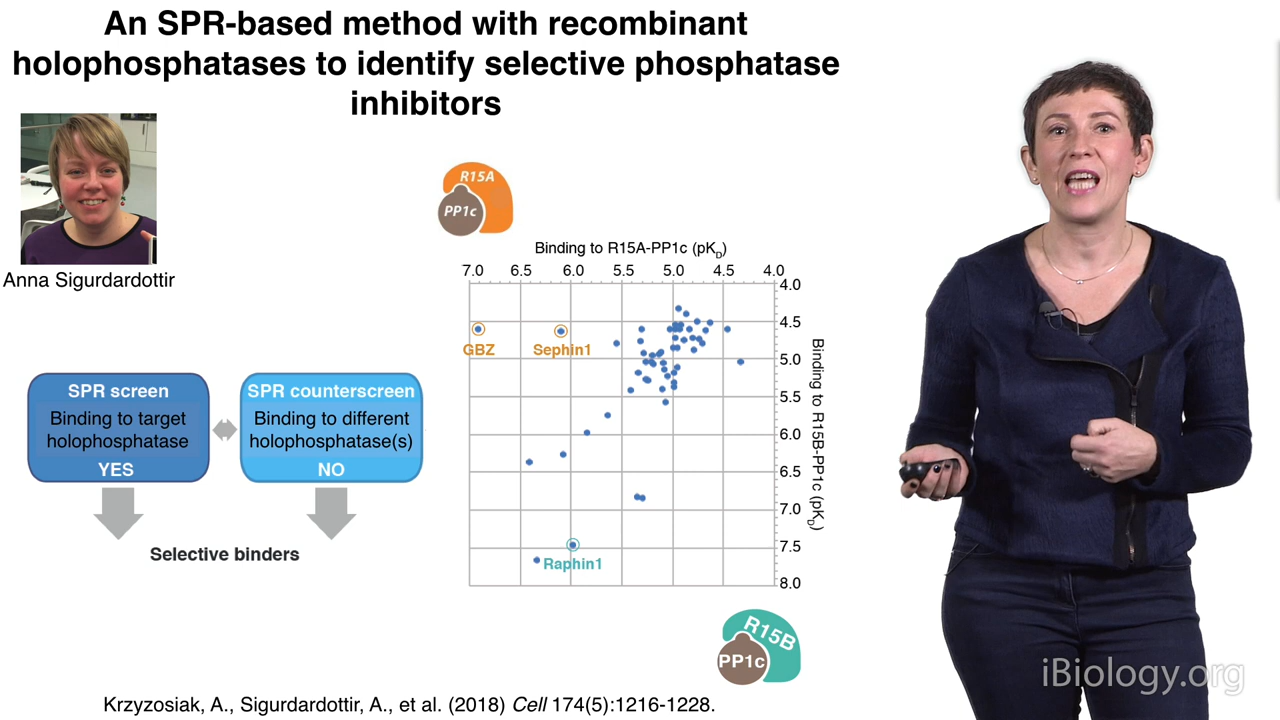 An SPR-based method with recombinant
holophosphatases to identify selective phosphatase
inhibitors
Anna Sigurdardottir
R15A
PP1c
Binding to R15A-PP1c (pKD)
7.0 6.5 6.0 5.5 5.0 4.5 4.0
4.0
4.5
5.0
5.5
6.0
6.5
7.0
7.5
8.0
Binding to R15B-PP1c (pKD)
GBZ
Sephin1
Raphin1
SPR screen
Binding to target
holophosphatase
YES
SPR counterscreen
Binding to different
holophosphatase(s)
NO
Selective binders
R15B
PP1c
Krzyzosiak, A., Sigurdardottir, A., et al. (2018) Cell 174(5):1216-1228.
iBiology.org